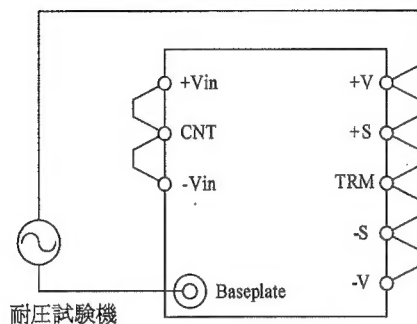 +Vin
CNT
-Vin
+V
+S
TRM
-S
-V
Baseplate
耐圧試験機